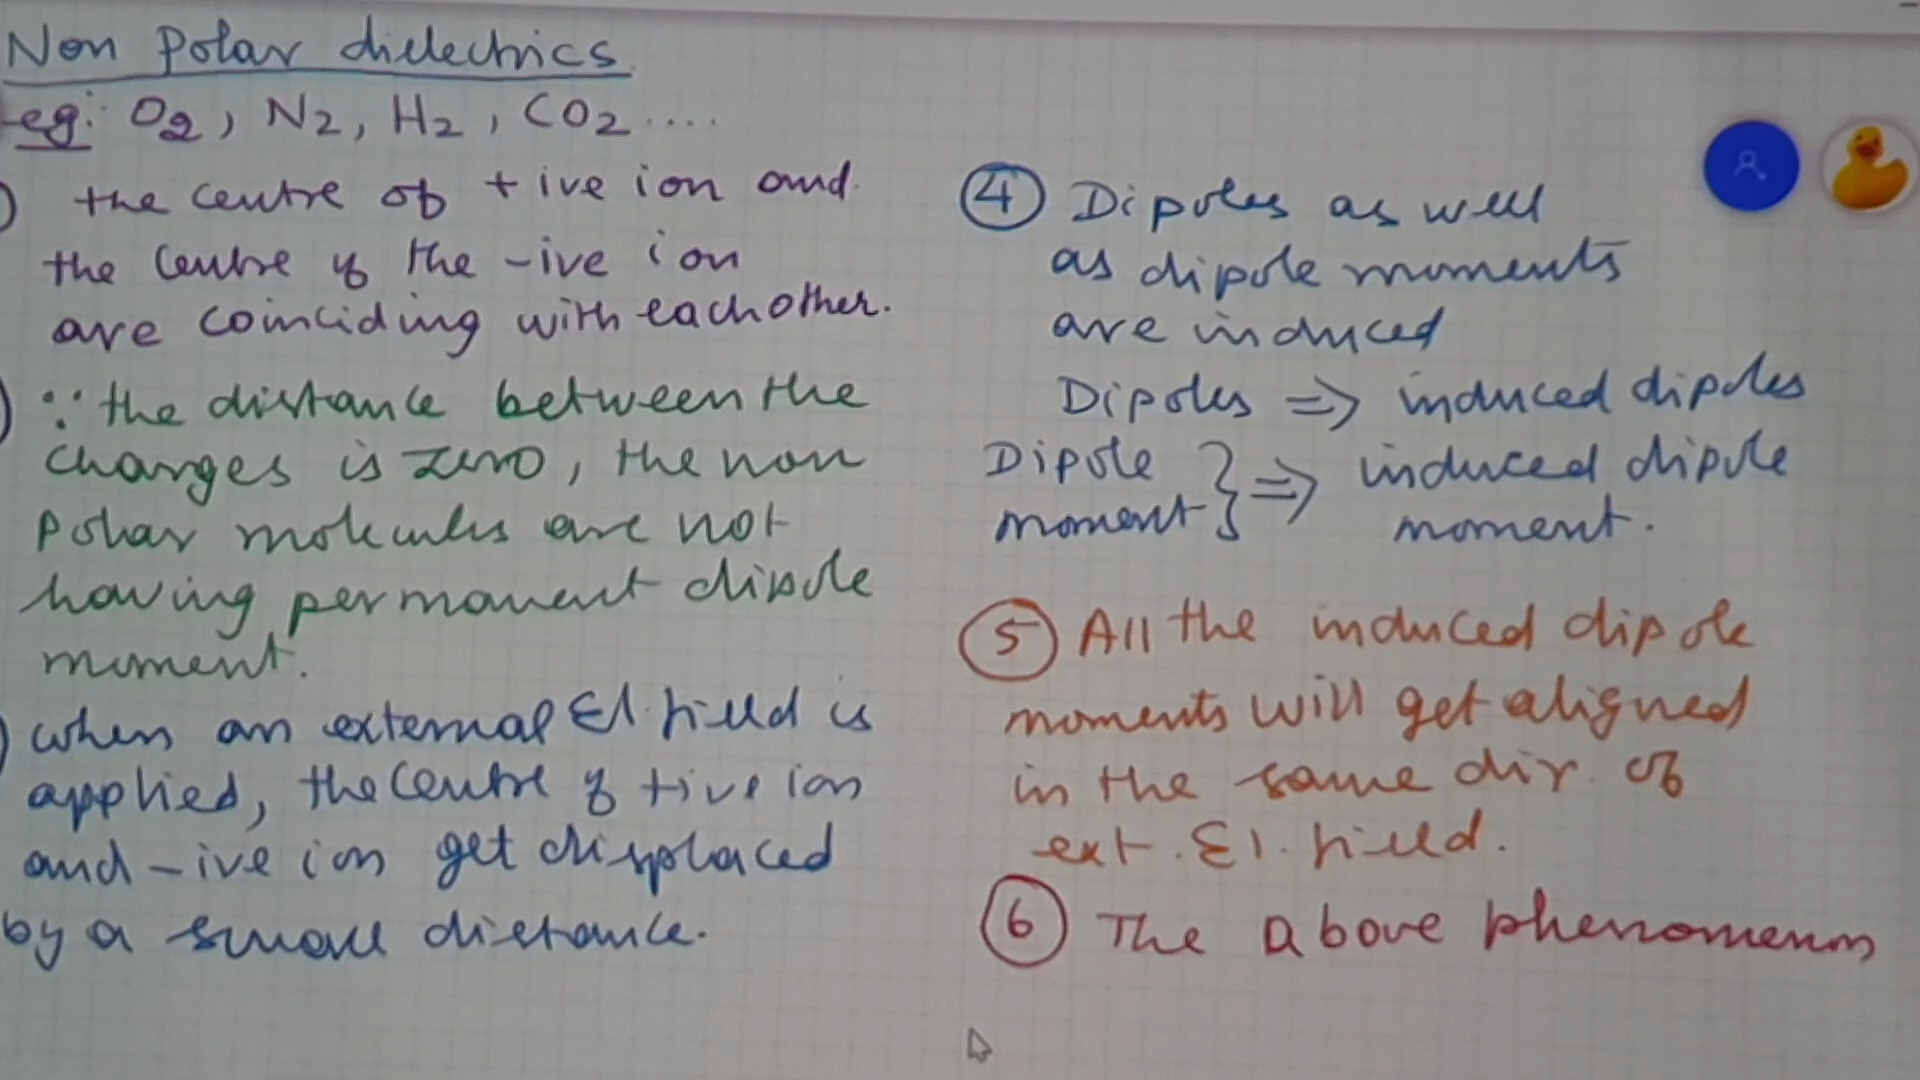 Non Polar dielectrics
eg: O2, N2, H2, CO2....
) the centre of +ive ion and
the centre of the -ive ion
are coinciding with each other.
) ∵ the distance between the
charges is zero, the non
polar molecules are not
having permanent dipole
moment.
) when an external El. field is
applied, the centre of +ive ion
and -ive ion get displaced
by a small distance.
④ Dipoles as well
as dipole moments
are induced
Dipoles => induced dipoles
Dipole moment } => induced dipole
moment.
⑤ All the induced dipole
moments will get aligned
in the same dir. of
ext. El. field.
⑥ The above phenomenon